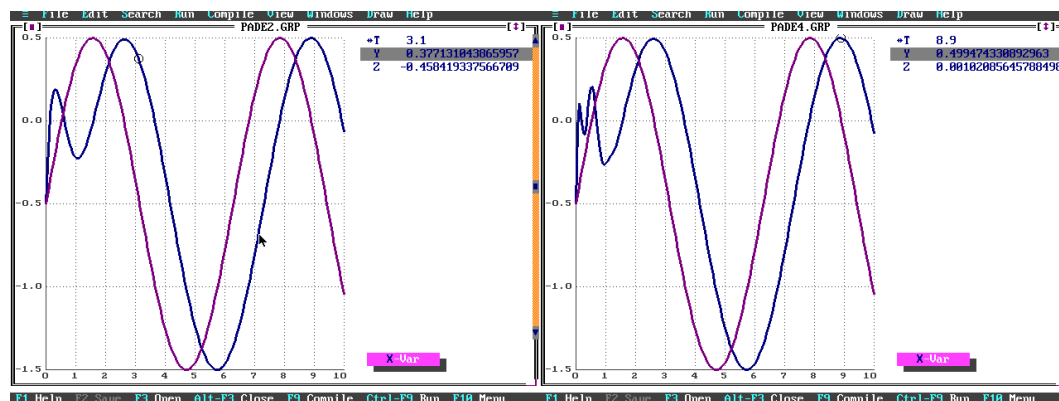 ≡ File Edit Search Run Compile View Windows Draw Help
[■] PADE2.GRP [↕]
0.5
0.0
-0.5
-1.0
-1.5
0 1 2 3 4 5 6 7 8 9 10
↔T 3.1
Y 0.377131043865957
Z -0.458419337566709
X-Var
F1 Help F2 Save F3 Open Alt-F3 Close F9 Compile Ctrl-F9 Run F10 Menu
≡ File Edit Search Run Compile View Windows Draw Help
[■] PADE4.GRP [↕]
0.5
0.0
-0.5
-1.0
-1.5
0 1 2 3 4 5 6 7 8 9 10
↔T 8.9
Y 0.499474330892963
Z 0.00102085645788498
X-Var
F1 Help F2 Save F3 Open Alt-F3 Close F9 Compile Ctrl-F9 Run F10 Menu